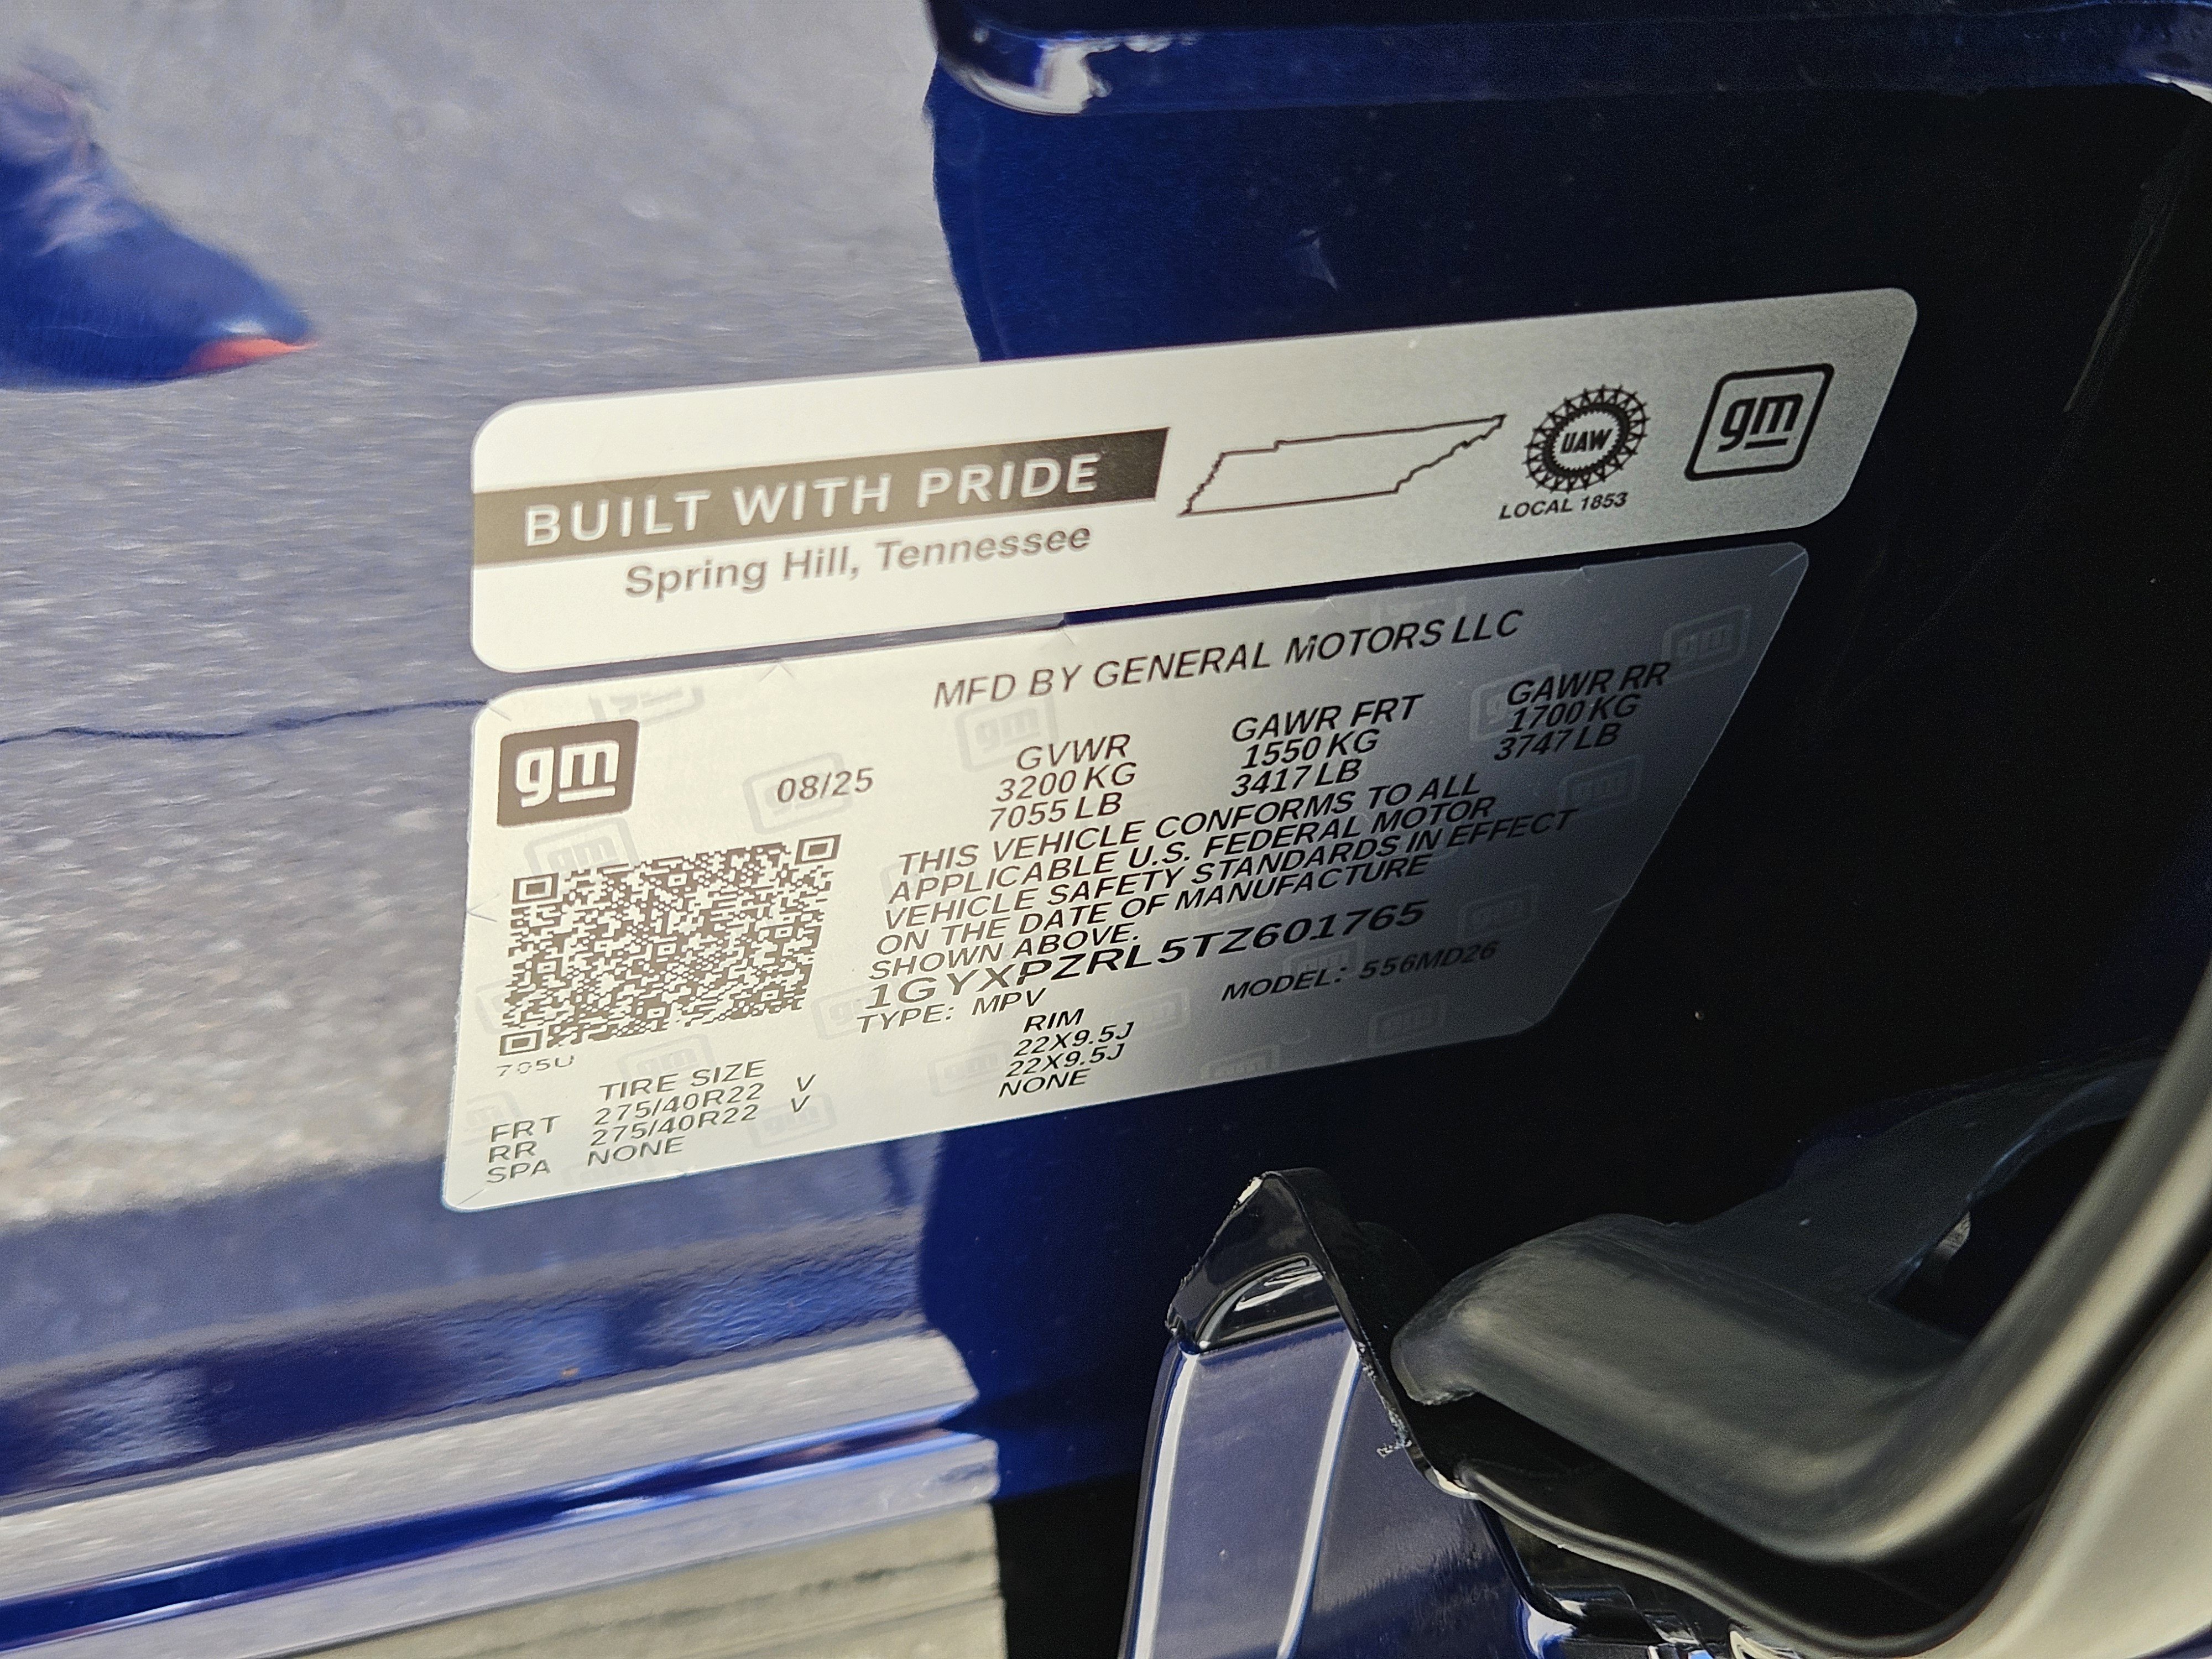 BUILT WITH PRIDE
Spring Hill, Tennessee
UAW
LOCAL 1853
gm
MFD BY GENERAL MOTORS LLC
gm
08/25
GVWR
3200 KG
7055 LB
GAWR FRT
1550 KG
3417 LB
GAWR RR
1700 KG
3747 LB
THIS VEHICLE CONFORMS TO ALL
APPLICABLE U.S. FEDERAL MOTOR
VEHICLE SAFETY STANDARDS IN EFFECT
ON THE DATE OF MANUFACTURE
SHOWN ABOVE.
1GYXPZRL5TZ601765
TYPE: MPV MODEL: 556MD26
705U
TIRE SIZE RIM
FRT 275/40R22 V 22X9.5J
RR 275/40R22 V 22X9.5J
SPA NONE NONE